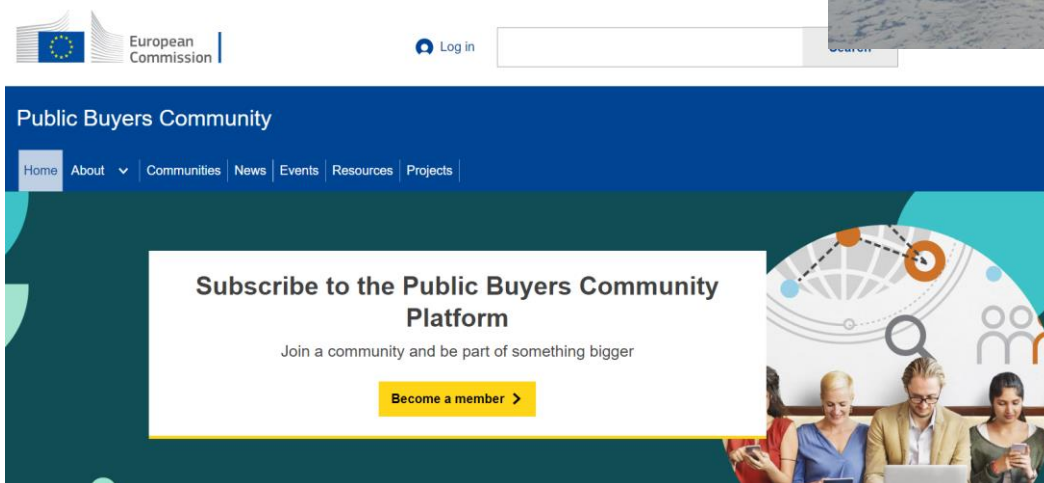 European
Commission
Log in
Search
Public Buyers Community
Home About Communities News Events Resources Projects
Subscribe to the Public Buyers Community
Platform
Join a community and be part of something bigger
Become a member